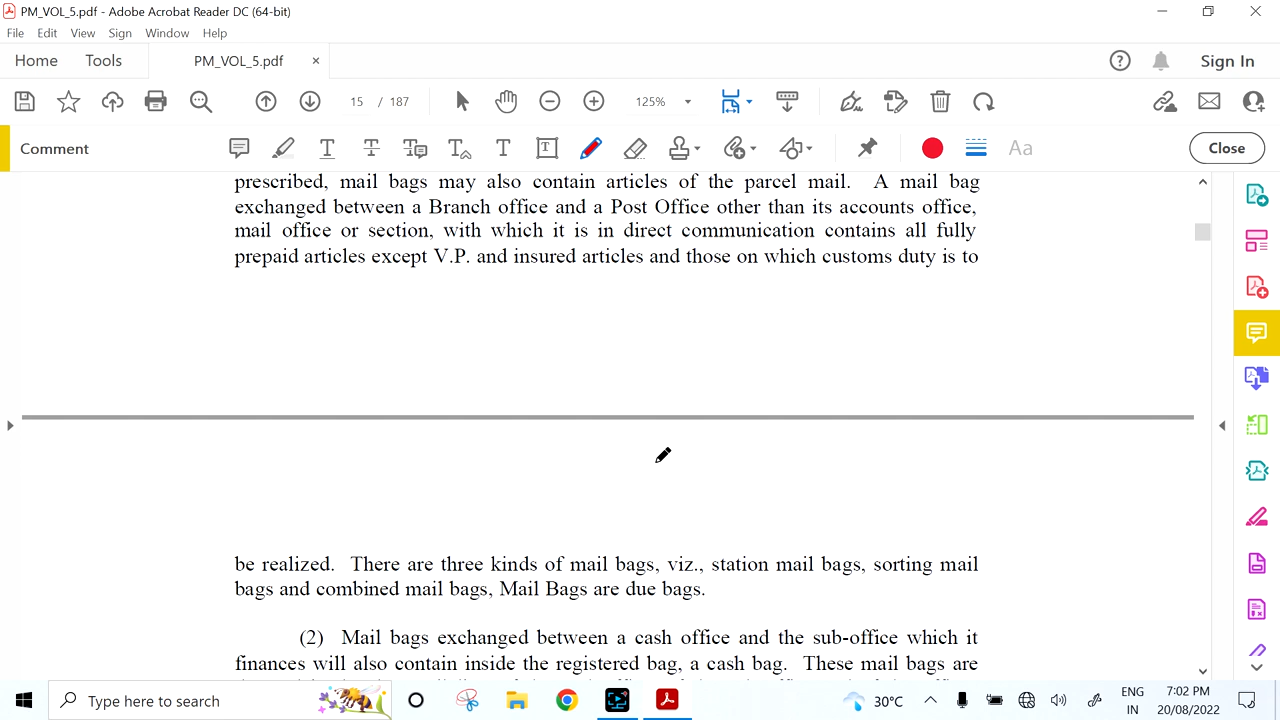 PM_VOL_5.pdf - Adobe Acrobat Reader DC (64-bit)
File Edit View Sign Window Help
Home Tools PM_VOL_5.pdf × Sign In
15 / 187 125%
Comment Aa Close
prescribed, mail bags may also contain articles of the parcel mail. A mail bag
exchanged between a Branch office and a Post Office other than its accounts office,
mail office or section, with which it is in direct communication contains all fully
prepaid articles except V.P. and insured articles and those on which customs duty is to
be realized. There are three kinds of mail bags, viz., station mail bags, sorting mail
bags and combined mail bags, Mail Bags are due bags.
(2) Mail bags exchanged between a cash office and the sub-office which it
finances will also contain inside the registered bag, a cash bag. These mail bags are
Type here to search
30°C
ENG
IN
7:02 PM
20/08/2022